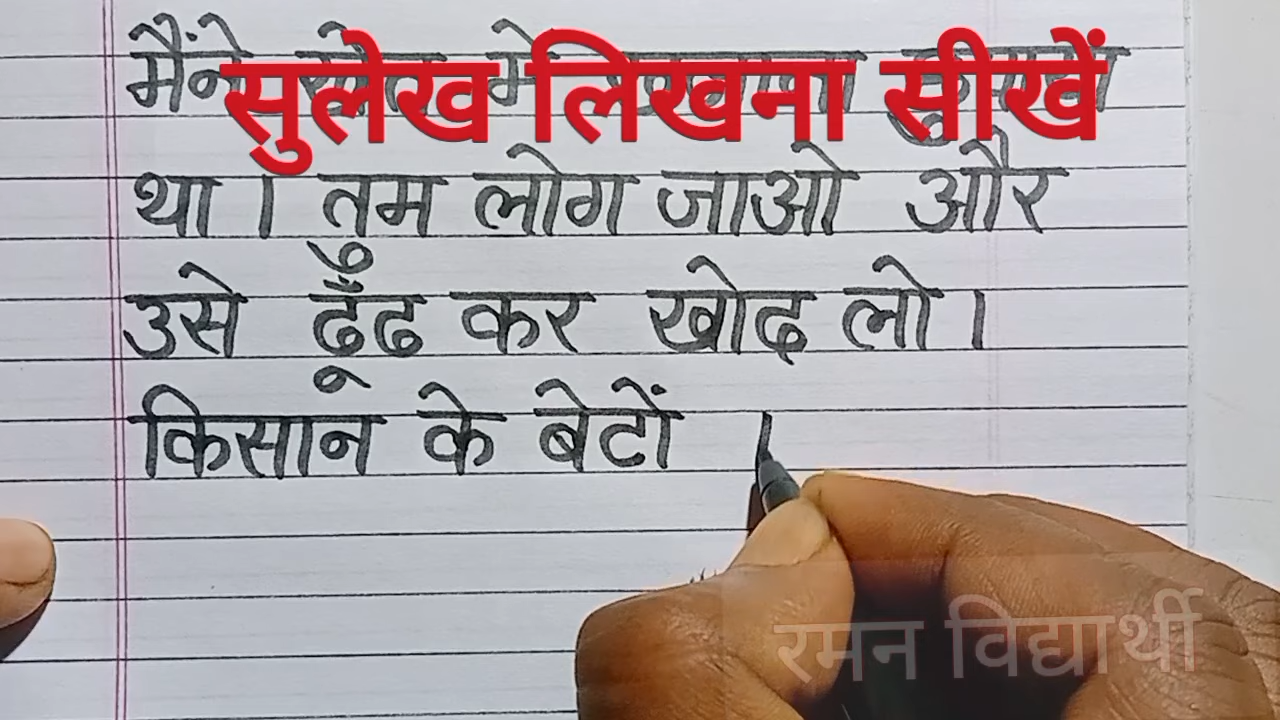 सुलेख लिखना सीखें
मैंने में
था। तुम लोग जाओ और
उसे ढूँढ कर खोद लो।
किसान के बेटों
रमन विद्यार्थी